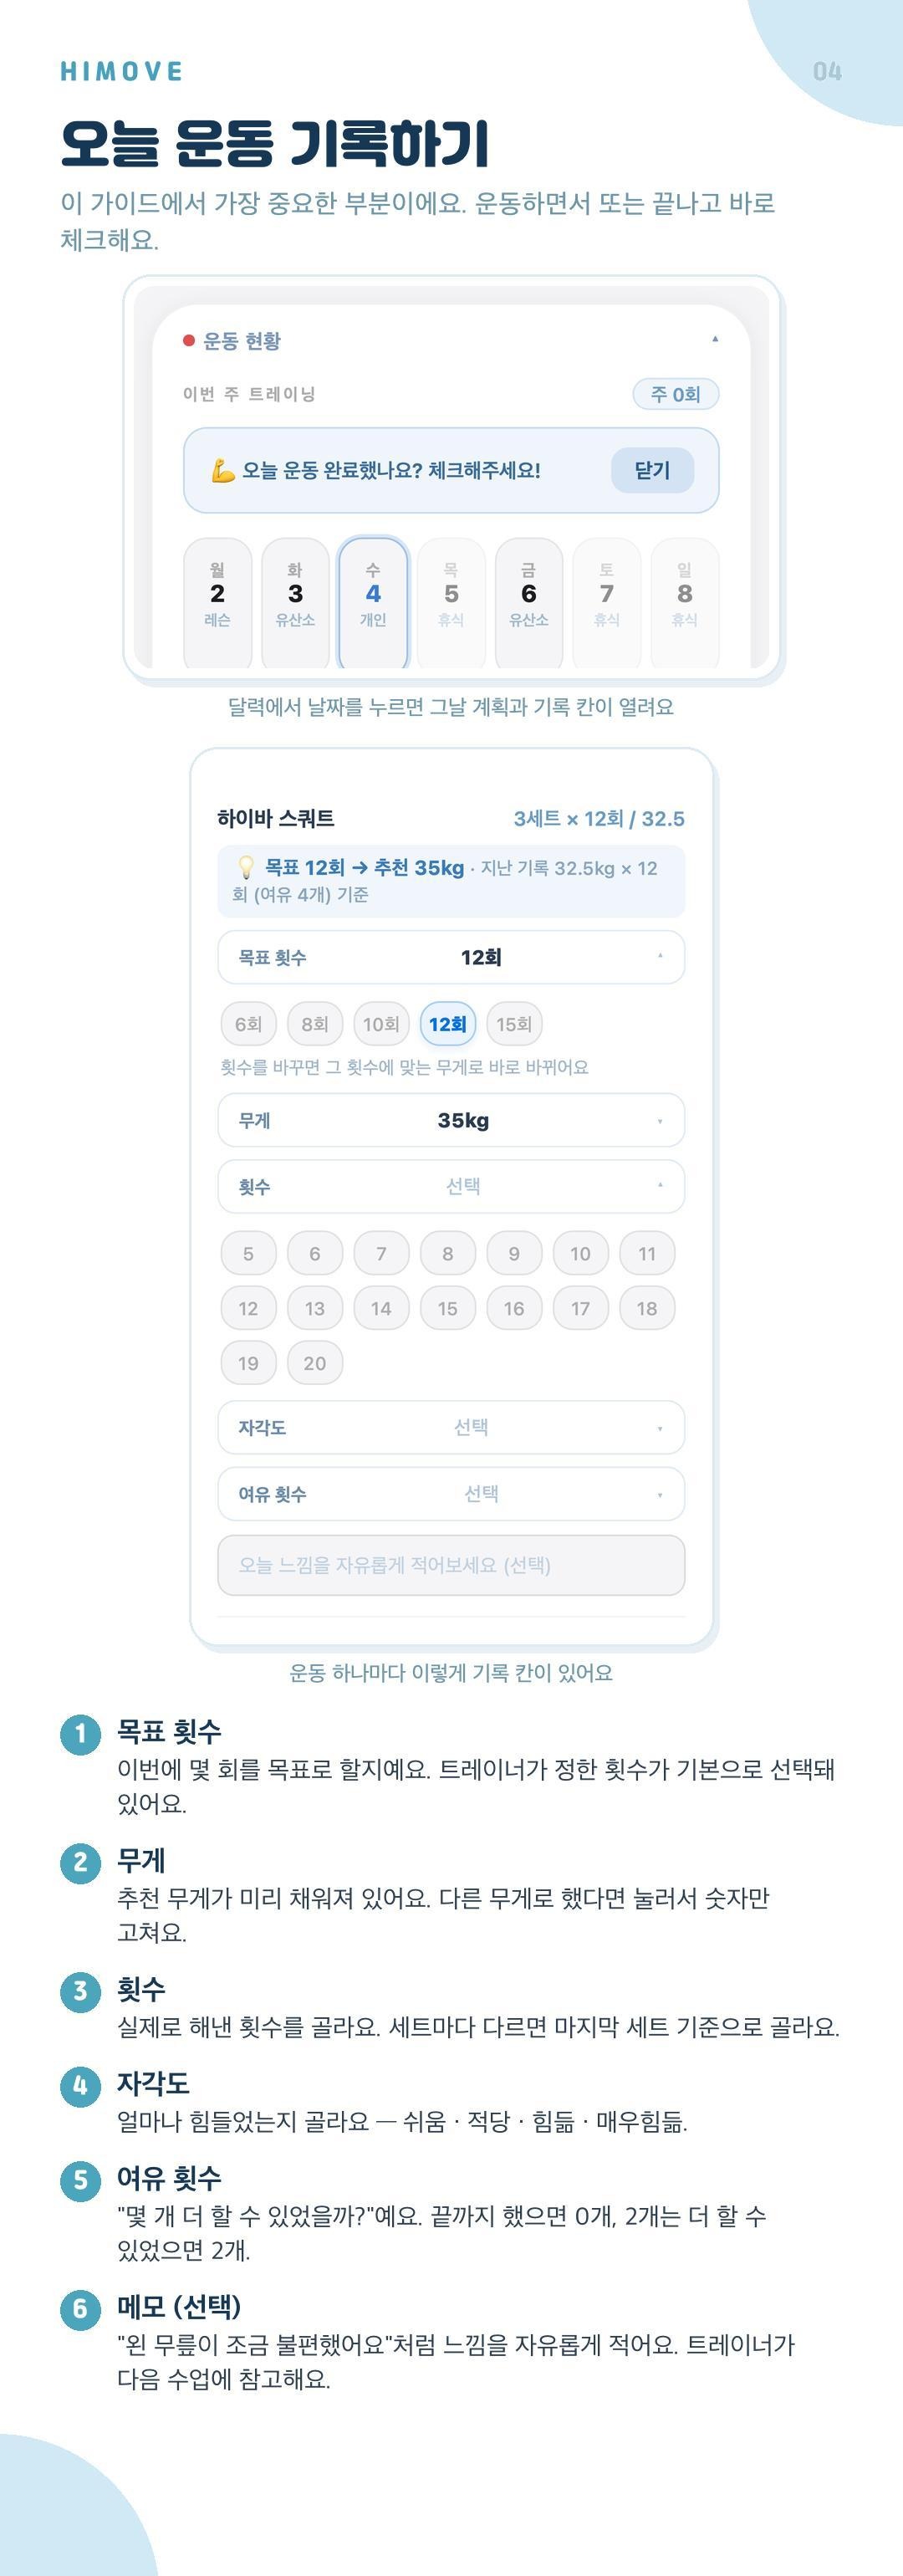 HIMOVE
04
오늘 운동 기록하기
이 가이드에서 가장 중요한 부분이에요. 운동하면서 또는 끝나고 바로
체크해요.
운동 현황
이번 주 트레이닝
주 0회
💪 오늘 운동 완료했나요? 체크해주세요!
닫기
월 화 수 목 금 토 일
2 3 4 5 6 7 8
레슨 유산소 개인 휴식 유산소 휴식 휴식
달력에서 날짜를 누르면 그날 계획과 기록 칸이 열려요
하이바 스쿼트
3세트 × 12회 / 32.5
💡 목표 12회 → 추천 35kg · 지난 기록 32.5kg × 12
회 (여유 4개) 기준
목표 횟수 12회
6회 8회 10회 12회 15회
횟수를 바꾸면 그 횟수에 맞는 무게로 바로 바뀌어요
무게 35kg
횟수 선택
5 6 7 8 9 10 11
12 13 14 15 16 17 18
19 20
자각도 선택
여유 횟수 선택
오늘 느낌을 자유롭게 적어보세요 (선택)
운동 하나마다 이렇게 기록 칸이 있어요
1 목표 횟수
이번에 몇 회를 목표로 할지예요. 트레이너가 정한 횟수가 기본으로 선택돼
있어요.
2 무게
추천 무게가 미리 채워져 있어요. 다른 무게로 했다면 눌러서 숫자만
고쳐요.
3 횟수
실제로 해낸 횟수를 골라요. 세트마다 다르면 마지막 세트 기준으로 골라요.
4 자각도
얼마나 힘들었는지 골라요 — 쉬움 · 적당 · 힘듦 · 매우힘듦.
5 여유 횟수
"몇 개 더 할 수 있었을까?"예요. 끝까지 했으면 0개, 2개는 더 할 수
있었으면 2개.
6 메모 (선택)
"왼 무릎이 조금 불편했어요"처럼 느낌을 자유롭게 적어요. 트레이너가
다음 수업에 참고해요.